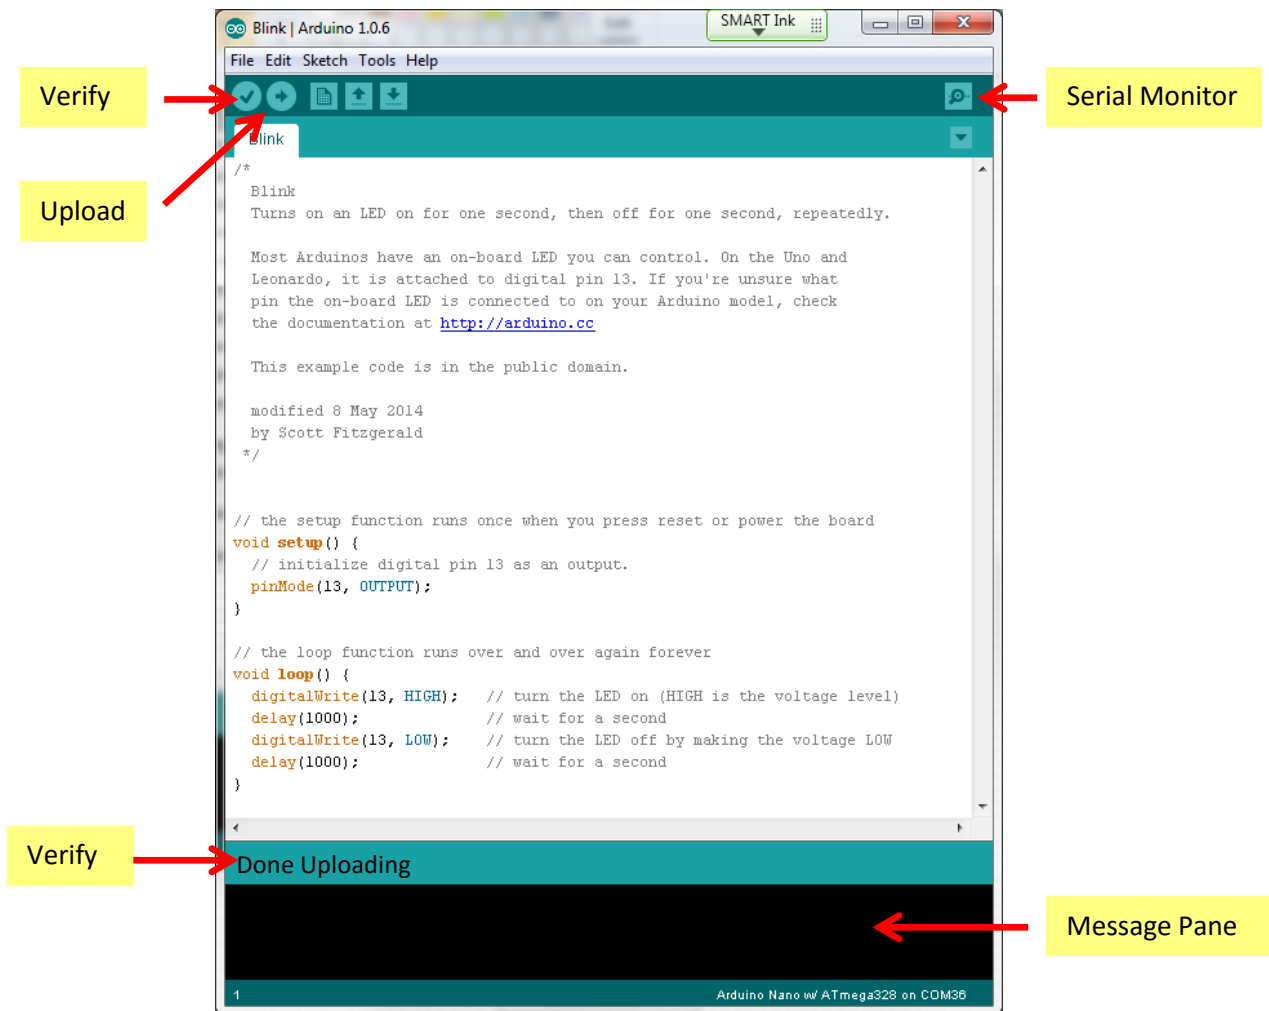 Blink | Arduino 1.0.6
SMART Ink
File Edit Sketch Tools Help
Verify
Serial Monitor
Blink
Upload
/*
Blink
Turns on an LED on for one second, then off for one second, repeatedly.
Most Arduinos have an on-board LED you can control. On the Uno and
Leonardo, it is attached to digital pin 13. If you're unsure what
pin the on-board LED is connected to on your Arduino model, check
the documentation at http://arduino.cc
This example code is in the public domain.
modified 8 May 2014
by Scott Fitzgerald
*/
// the setup function runs once when you press reset or power the board
void setup() {
// initialize digital pin 13 as an output.
pinMode(13, OUTPUT);
}
// the loop function runs over and over again forever
void loop() {
digitalWrite(13, HIGH); // turn the LED on (HIGH is the voltage level)
delay(1000); // wait for a second
digitalWrite(13, LOW); // turn the LED off by making the voltage LOW
delay(1000); // wait for a second
}
Verify
Done Uploading
Message Pane
1
Arduino Nano w/ ATmega328 on COM36